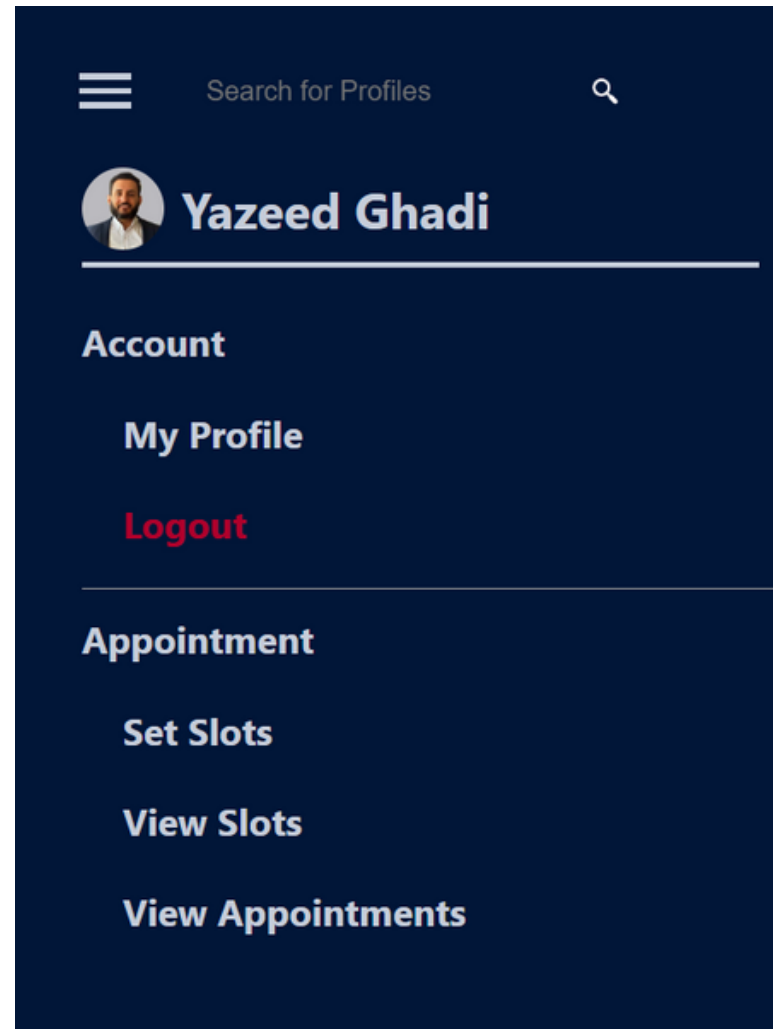 Search for Profiles
Yazeed Ghadi
Account
My Profile
Logout
Appointment
Set Slots
View Slots
View Appointments